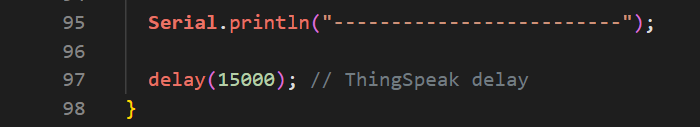 95 Serial.println("--------------------------");
96
97 delay(15000); // ThingSpeak delay
98 }